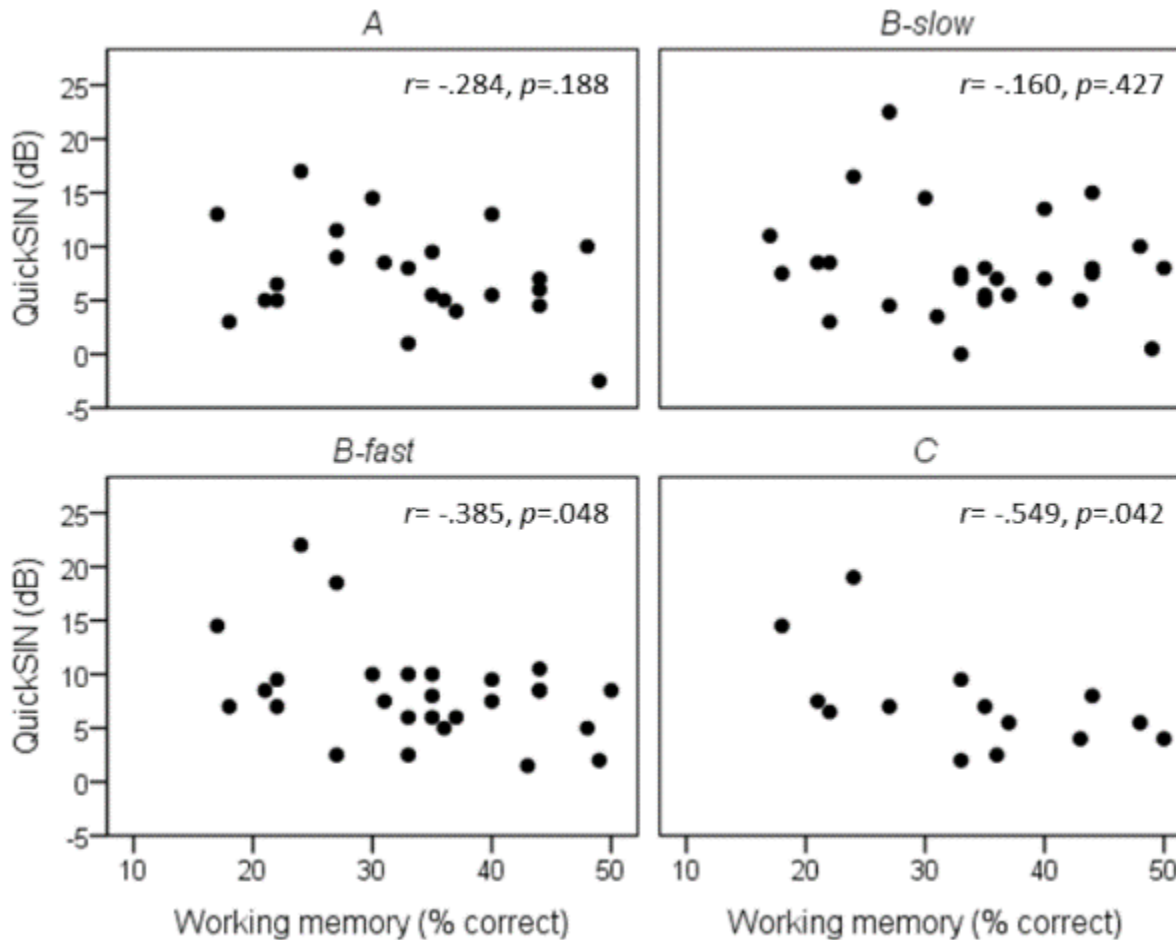 A
B-slow
r= -.284, p=.188
r= -.160, p=.427
QuickSIN (dB)
25
20
15
10
5
0
-5
B-fast
C
r= -.385, p=.048
r= -.549, p=.042
QuickSIN (dB)
25
20
15
10
5
0
-5
10 20 30 40 50
10 20 30 40 50
Working memory (% correct)
Working memory (% correct)